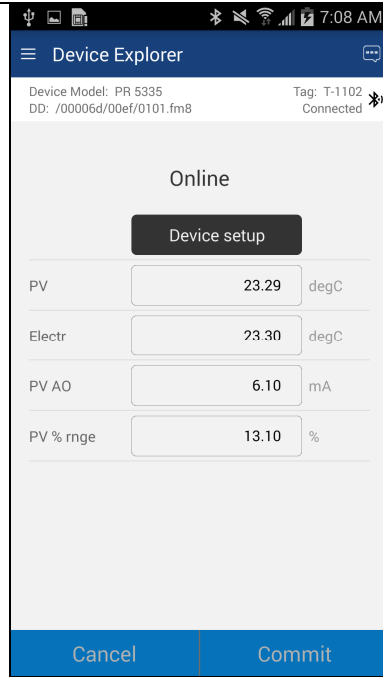 7:08 AM
Device Explorer
Device Model: PR 5335
Tag: T-1102
DD: /00006d/00ef/0101.fm8
Connected
Online
Device setup
PV 23.29 degC
Electr 23.30 degC
PV AO 6.10 mA
PV % rnge 13.10 %
Cancel Commit